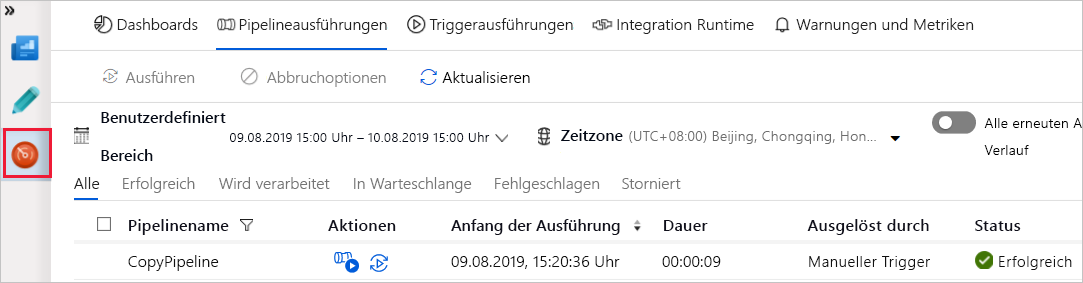 Dashboards Pipelineausführungen Triggerausführungen Integration Runtime Warnungen und Metriken
Ausführen Abbruchoptionen Aktualisieren
Benutzerdefiniert
Bereich
09.08.2019 15:00 Uhr – 10.08.2019 15:00 Uhr
Zeitzone (UTC+08:00) Beijing, Chongqing, Hon...
Alle erneuten A
Verlauf
Alle Erfolgreich Wird verarbeitet In Warteschlange Fehlgeschlagen Storniert
Pipelinename Aktionen Anfang der Ausführung Dauer Ausgelöst durch Status
CopyPipeline 09.08.2019, 15:20:36 Uhr 00:00:09 Manueller Trigger Erfolgreich